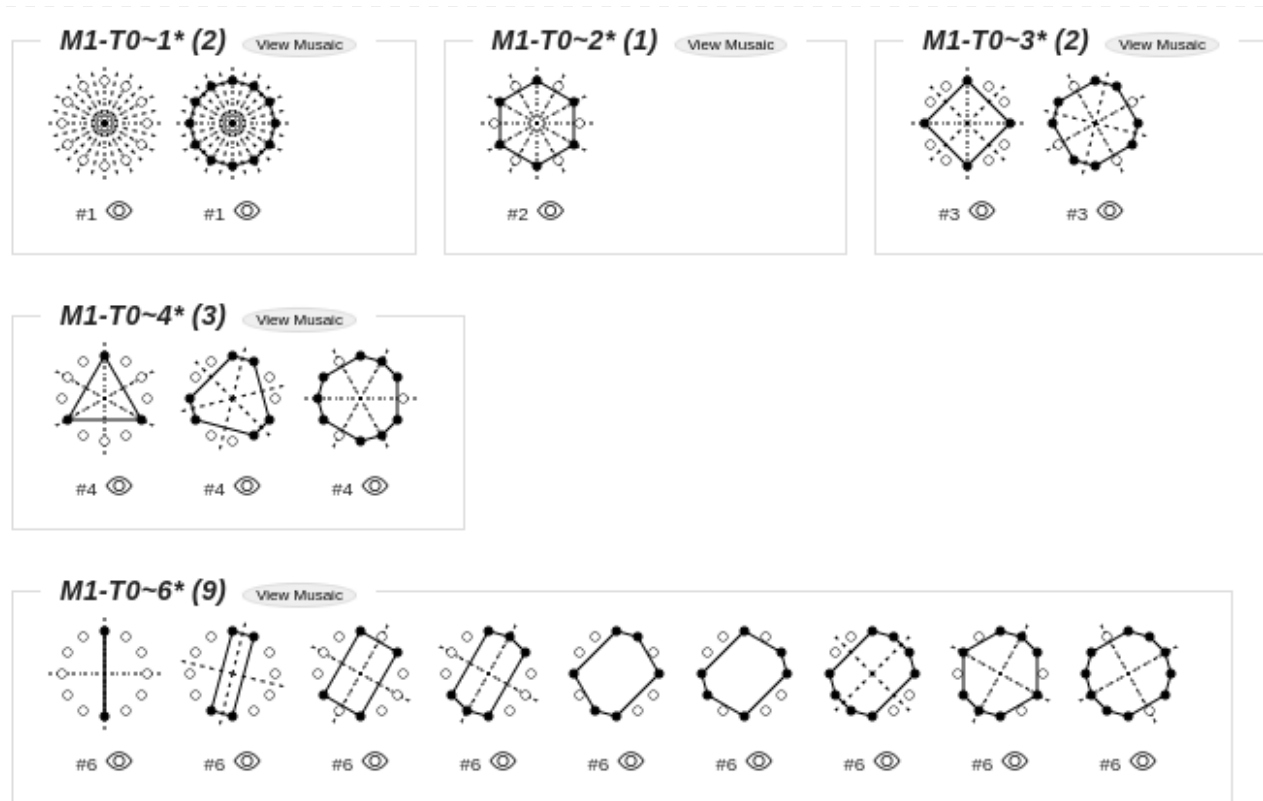 M1-T0~1* (2) View Musaic
M1-T0~2* (1) View Musaic
M1-T0~3* (2) View Musaic
#1 #1
#2
#3 #3
M1-T0~4* (3) View Musaic
#4 #4 #4
M1-T0~6* (9) View Musaic
#6 #6 #6 #6 #6 #6 #6 #6 #6